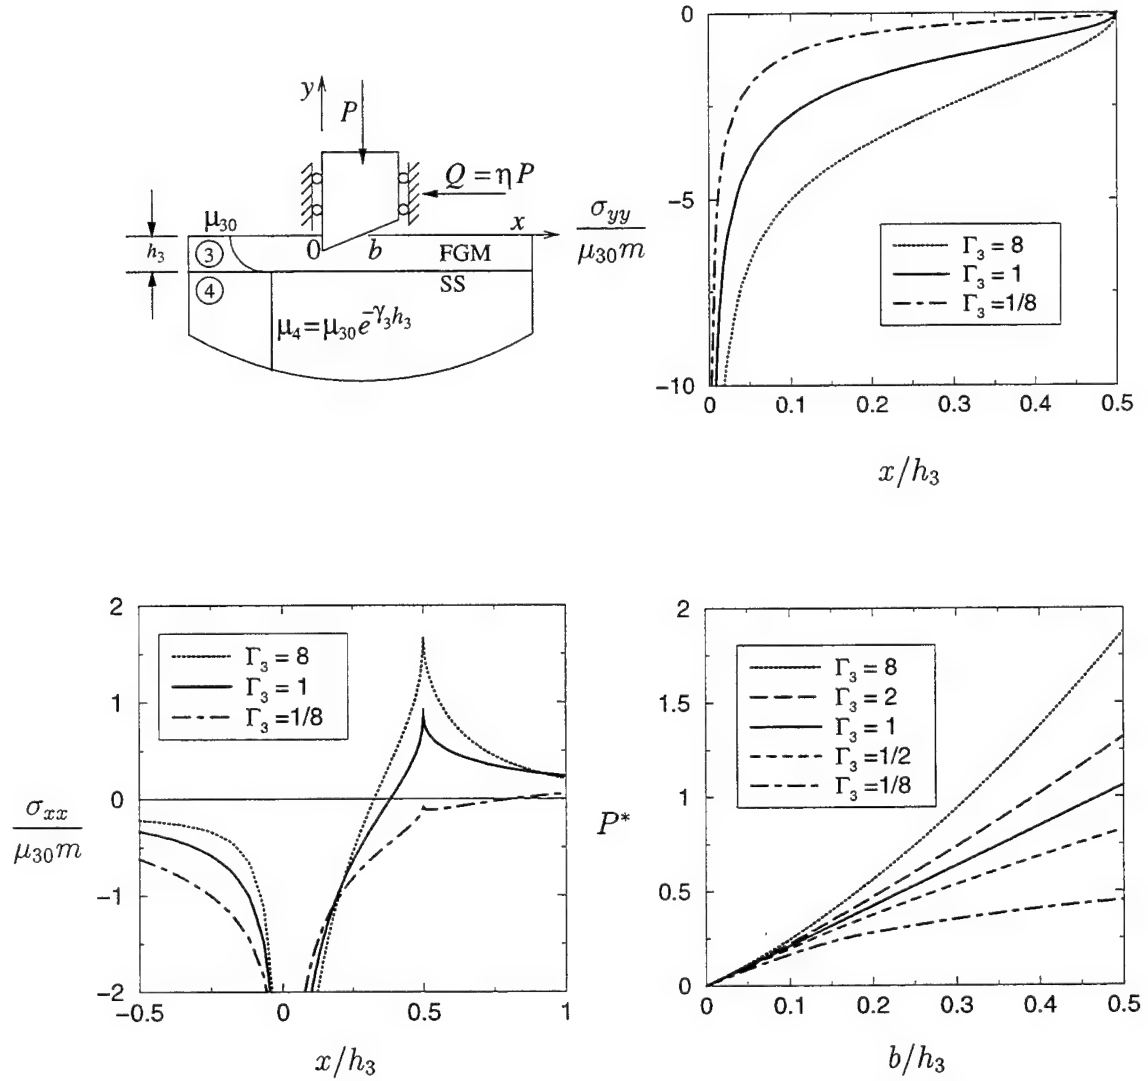 y
P
Q = η P
μ30
x
h3
3
0
b
FGM
4
SS
μ4=μ30e^−γ3h3
σyy
μ30m
0
−5
−10
Γ3 = 8
Γ3 = 1
Γ3 =1/8
0 0.1 0.2 0.3 0.4 0.5
x/h3
σxx
μ30m
2
1
0
−1
−2
Γ3 = 8
Γ3 = 1
Γ3 =1/8
−0.5 0 0.5 1
x/h3
P*
2
1.5
1
0.5
0
Γ3 = 8
Γ3 = 2
Γ3 = 1
Γ3 =1/2
Γ3 =1/8
0 0.1 0.2 0.3 0.4 0.5
b/h3